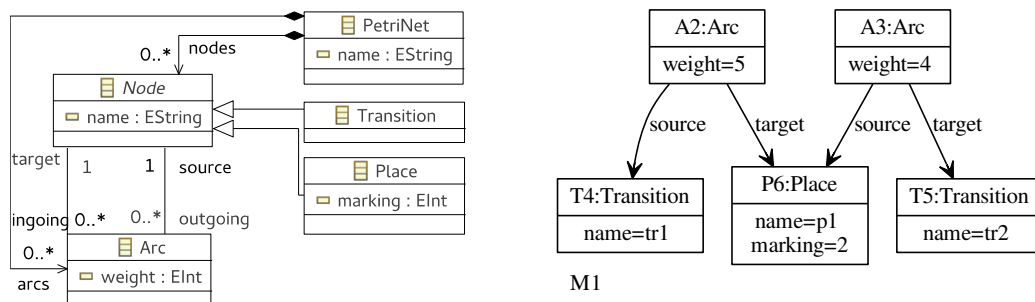 PetriNet
name : EString
nodes
0..*
Node
name : EString
Transition
Place
marking : EInt
target
1
1
source
ingoing
0..*
0..*
outgoing
Arc
weight : EInt
0..*
arcs
A2:Arc
weight=5
A3:Arc
weight=4
source
target
source
target
T4:Transition
name=tr1
P6:Place
name=p1
marking=2
T5:Transition
name=tr2
M1